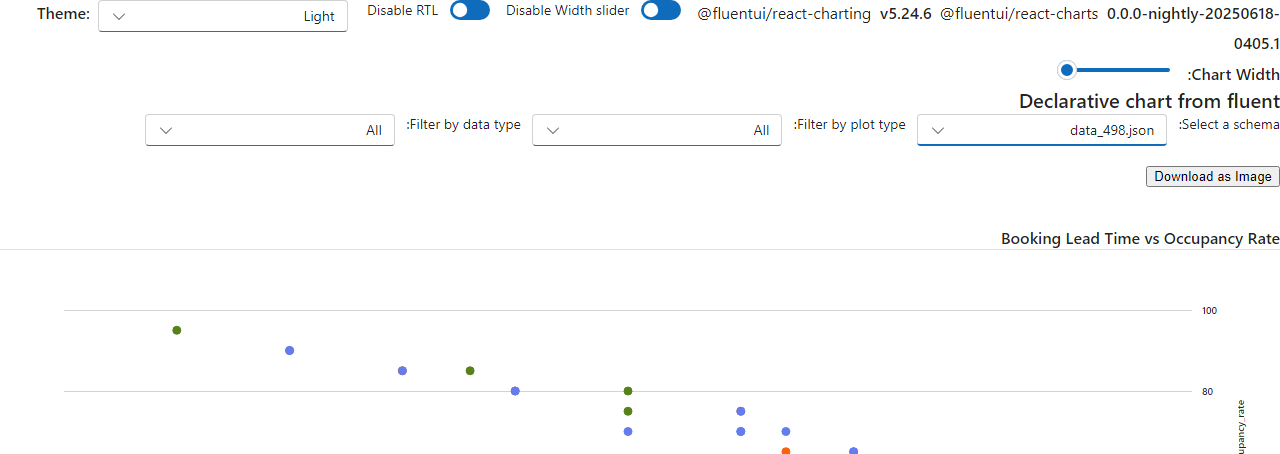 Theme:
Light
Disable RTL
Disable Width slider
@fluentui/react-charting v5.24.6 @fluentui/react-charts 0.0.0-nightly-20250618-
0405.1
:Chart Width
Declarative chart from fluent
:Select a schema
data_498.json
:Filter by plot type
All
:Filter by data type
All
Download as Image
Booking Lead Time vs Occupancy Rate
100
80